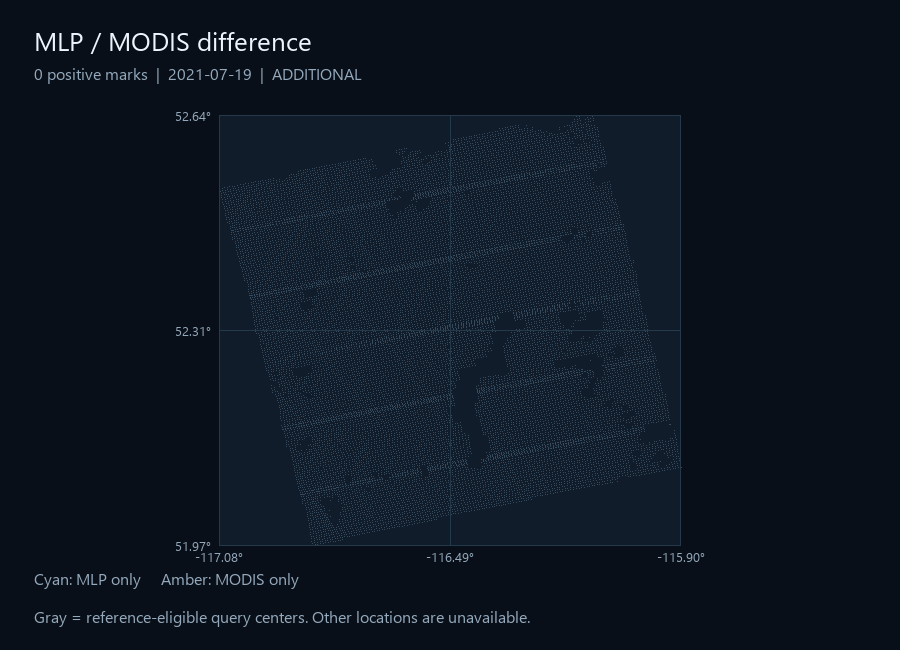 MLP / MODIS difference
0 positive marks | 2021-07-19 | ADDITIONAL
52.64°
52.31°
51.97°
-117.08° -116.49° -115.90°
Cyan: MLP only Amber: MODIS only
Gray = reference-eligible query centers. Other locations are unavailable.